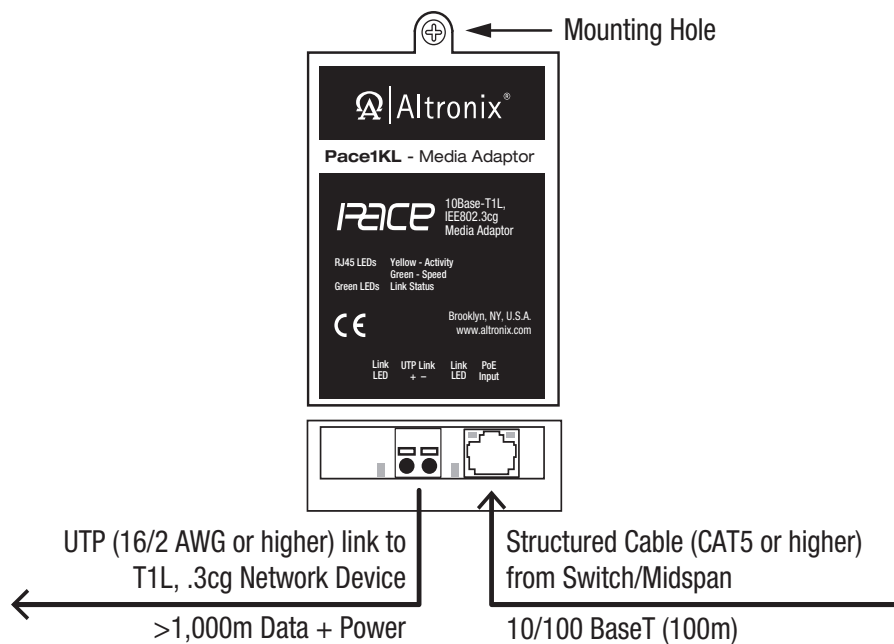 Mounting Hole
Altronix®
Pace1KL - Media Adaptor
PACE
10Base-T1L,
IEE802.3cg
Media Adaptor
RJ45 LEDs Yellow - Activity
Green - Speed
Green LEDs Link Status
CE
Brooklyn, NY, U.S.A.
www.altronix.com
Link UTP Link Link PoE
LED + – LED Input
UTP (16/2 AWG or higher) link to
T1L, .3cg Network Device
>1,000m Data + Power
Structured Cable (CAT5 or higher)
from Switch/Midspan
10/100 BaseT (100m)